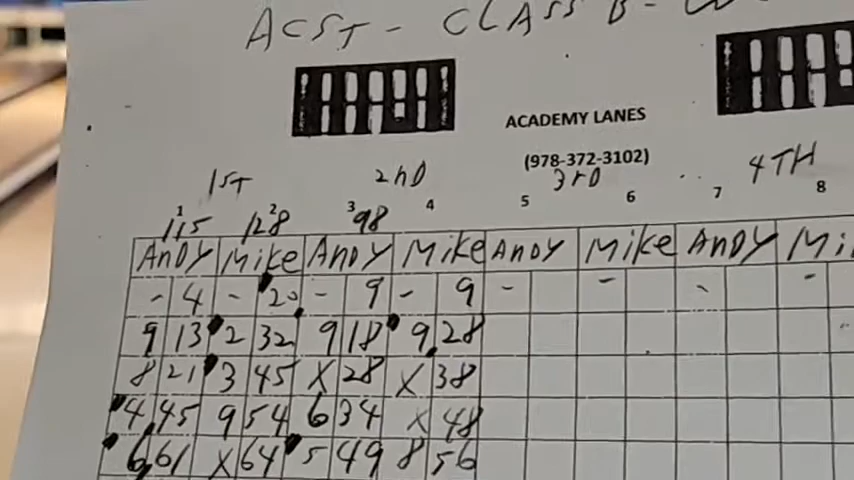 ACST - CLASS B -
ACADEMY LANES
(978-372-3102)
1ST 2ND 3RD 4TH
1 2 3 4 5 6 7 8
115 128 98
ANDY Mike ANDY Mike ANDY Mike ANDY Mi
- 4 - 20 - 9 - 9 - - - -
9 13 2 32 9 18 9 28
8 21 3 45 X 28 X 38
4 45 9 54 6 34 X 48
6 61 X 64 5 49 8 56